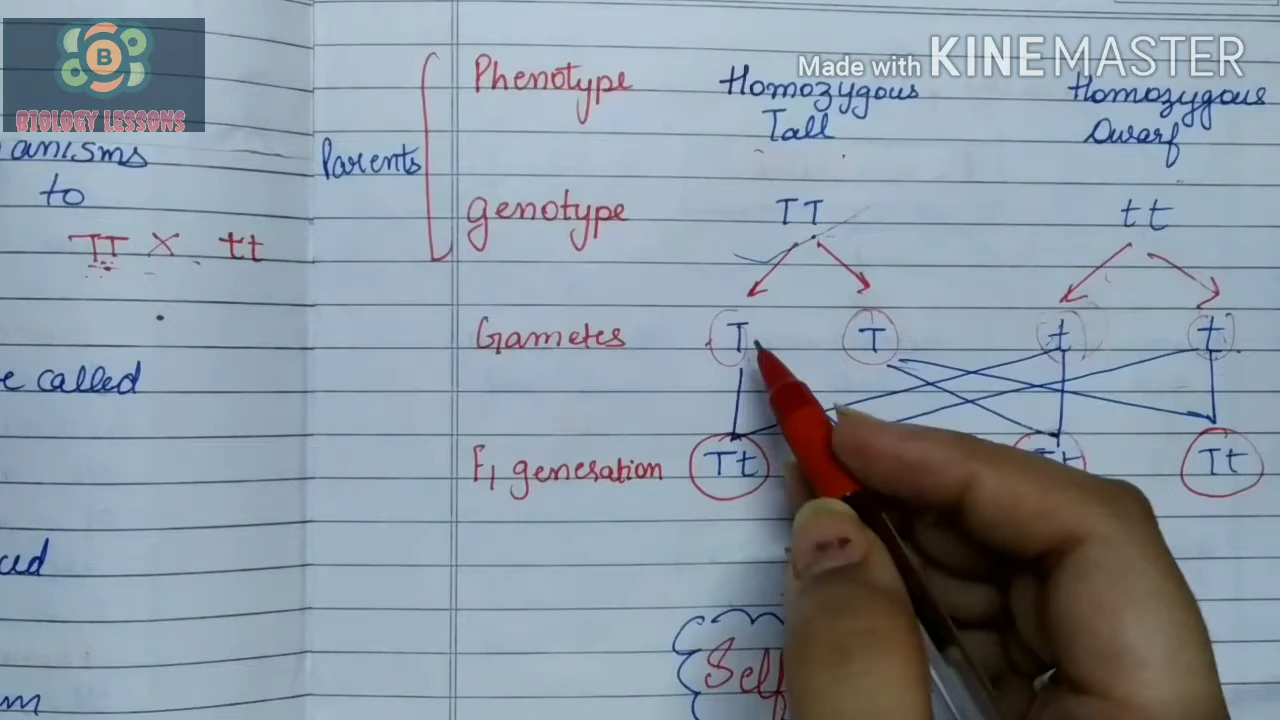 B
BIOLOGY LESSONS
Made with KINEMASTER
anisms
to
TT X tt
e called
m
Parents
Phenotype Homozygous Tall Homozygous Dwarf
genotype TT tt
Gametes T T t t
F1 generation Tt Tt Tt
Self